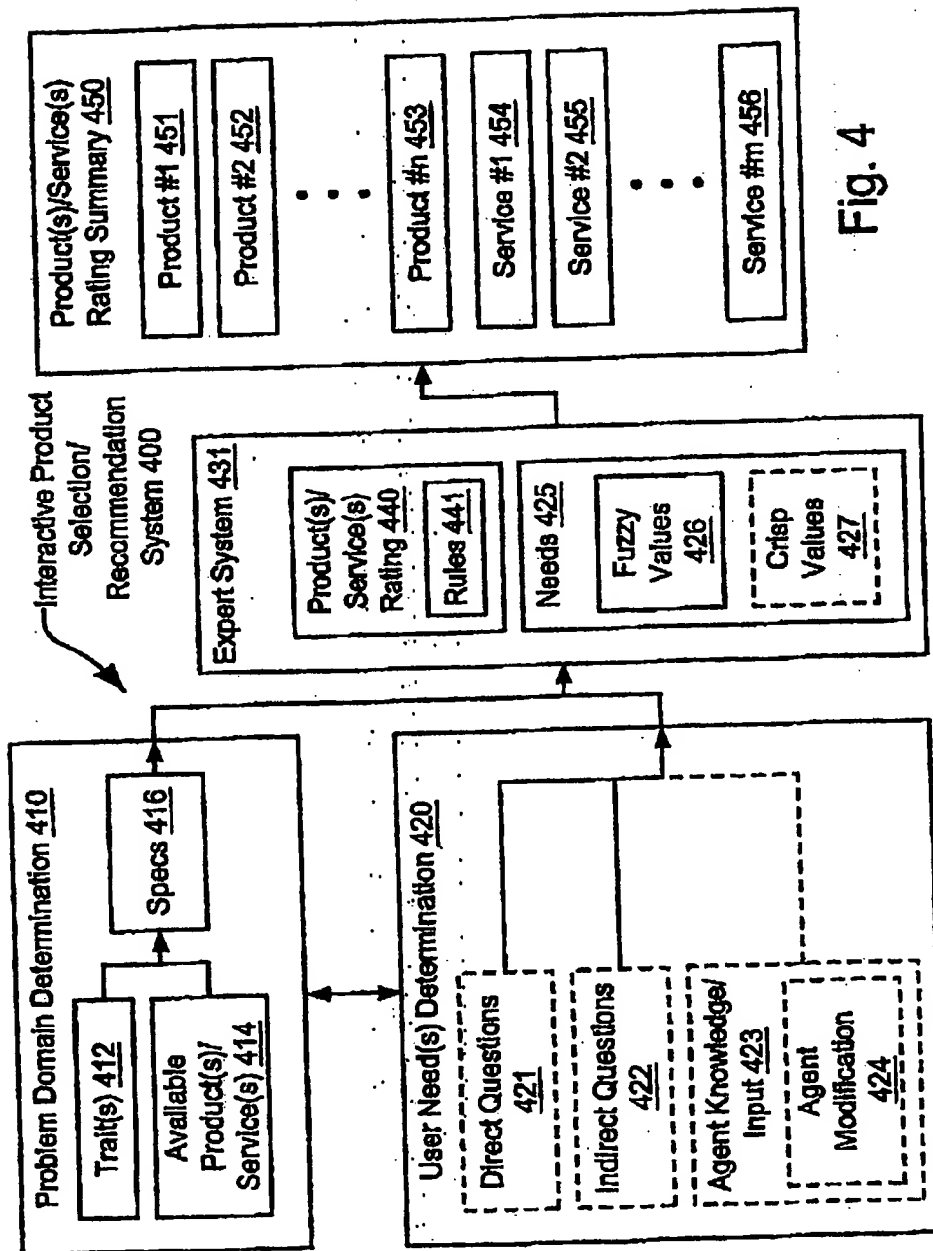 Interactive Product
Selection/
Recommendation
System 400
Problem Domain Determination 410
Trait(s) 412
Available
Product(s)/
Service(s) 414
Specs 416
User Need(s) Determination 420
Direct Questions
421
Indirect Questions
422
Agent Knowledge/
Input 423
Agent
Modification
424
Expert System 431
Product(s)/
Service(s)
Rating 440
Rules 441
Needs 425
Fuzzy
Values
426
Crisp
Values
427
Product(s)/Service(s)
Rating Summary 450
Product #1 451
Product #2 452
Product #n 453
Service #1 454
Service #2 455
Service #m 456
Fig. 4